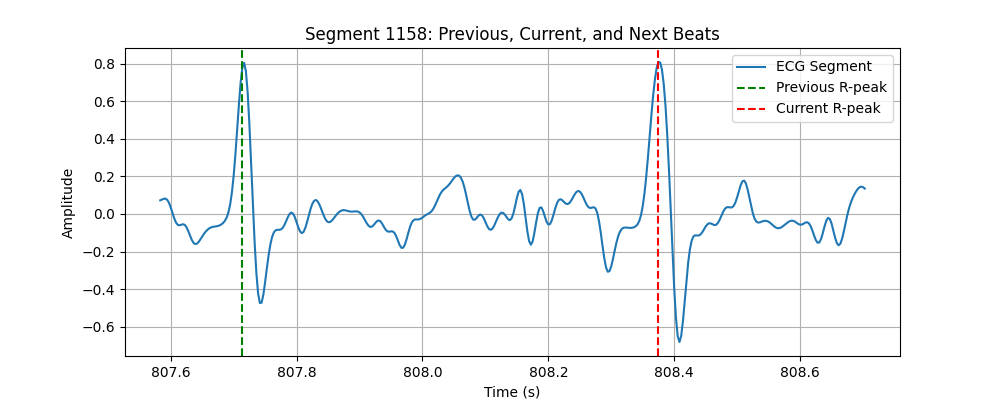 Segment 1158: Previous, Current, and Next Beats
ECG Segment
Previous R-peak
Current R-peak
Amplitude
0.8
0.6
0.4
0.2
0.0
−0.2
−0.4
−0.6
807.6 807.8 808.0 808.2 808.4 808.6
Time (s)